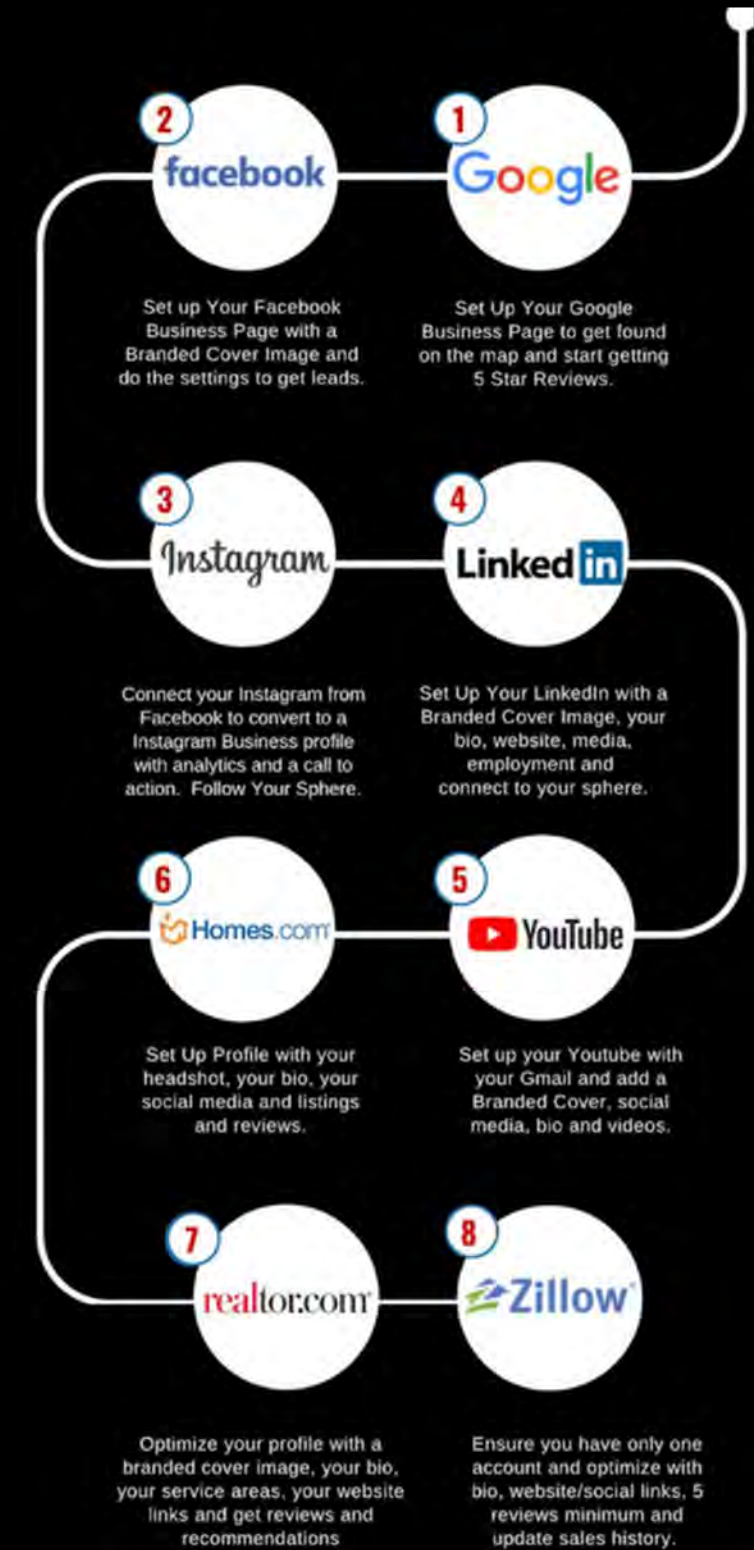 1
Google
Set Up Your Google
Business Page to get found
on the map and start getting
5 Star Reviews.
2
facebook
Set up Your Facebook
Business Page with a
Branded Cover Image and
do the settings to get leads.
3
Instagram
Connect your Instagram from
Facebook to convert to a
Instagram Business profile
with analytics and a call to
action. Follow Your Sphere.
4
Linked in
Set Up Your LinkedIn with a
Branded Cover Image, your
bio, website, media,
employment and
connect to your sphere.
5
YouTube
Set up your Youtube with
your Gmail and add a
Branded Cover, social
media, bio and videos.
6
Homes.com
Set Up Profile with your
headshot, your bio, your
social media and listings
and reviews.
7
realtor.com
Optimize your profile with a
branded cover image, your bio,
your service areas, your website
links and get reviews and
recommendations
8
Zillow
Ensure you have only one
account and optimize with
bio, website/social links, 5
reviews minimum and
update sales history.